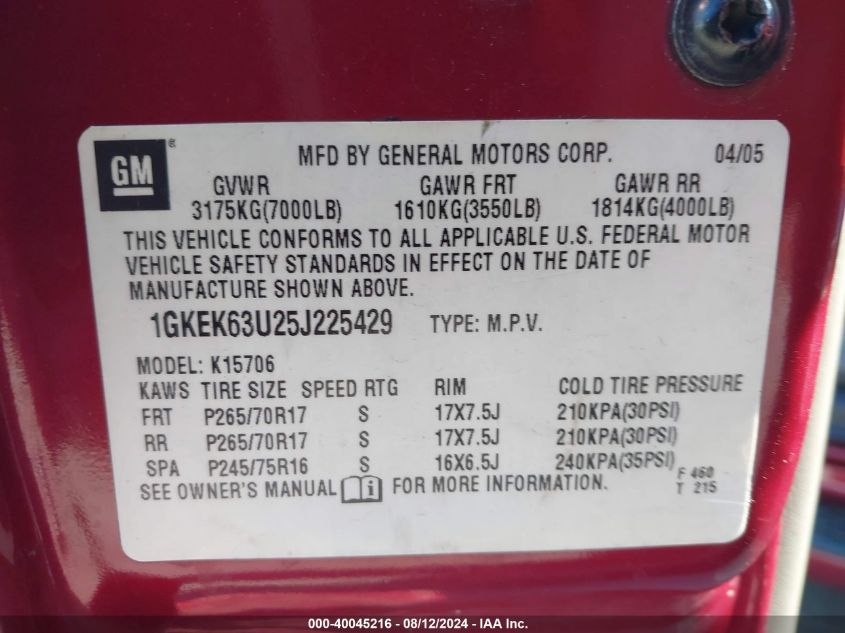 GM ® MFD BY GENERAL MOTORS CORP. 04/05
GVWR GAWR FRT GAWR RR
3175KG(7000LB) 1610KG(3550LB) 1814KG(4000LB)
THIS VEHICLE CONFORMS TO ALL APPLICABLE U.S. FEDERAL MOTOR
VEHICLE SAFETY STANDARDS IN EFFECT ON THE DATE OF
MANUFACTURE SHOWN ABOVE.
1GKEK63U25J225429 TYPE: M.P.V.
MODEL: K15706
KAWS TIRE SIZE SPEED RTG RIM COLD TIRE PRESSURE
FRT P265/70R17 S 17X7.5J 210KPA(30PSI)
RR P265/70R17 S 17X7.5J 210KPA(30PSI)
SPA P245/75R16 S 16X6.5J 240KPA(35PSI)
F 460
SEE OWNER'S MANUAL i FOR MORE INFORMATION. T 215
000-40045216 - 08/12/2024 - IAA Inc.